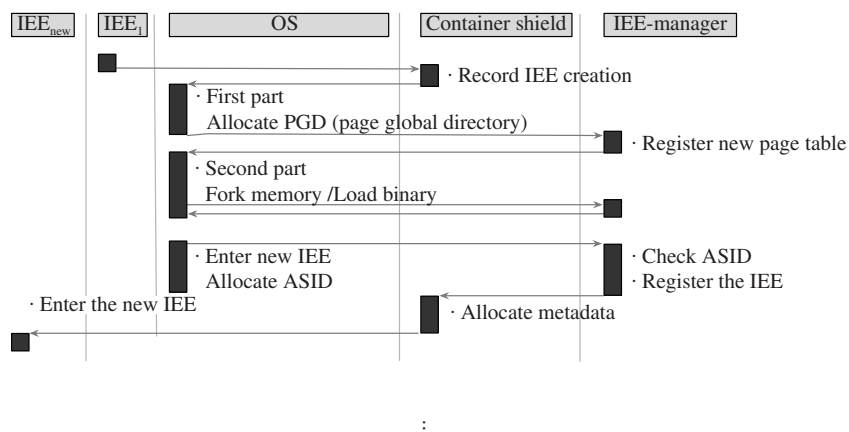 IEEnew IEE1 OS Container shield IEE-manager
· Record IEE creation
· First part
Allocate PGD (page global directory)
· Register new page table
· Second part
Fork memory /Load binary
· Enter new IEE · Check ASID
Allocate ASID · Register the IEE
· Enter the new IEE · Allocate metadata
: